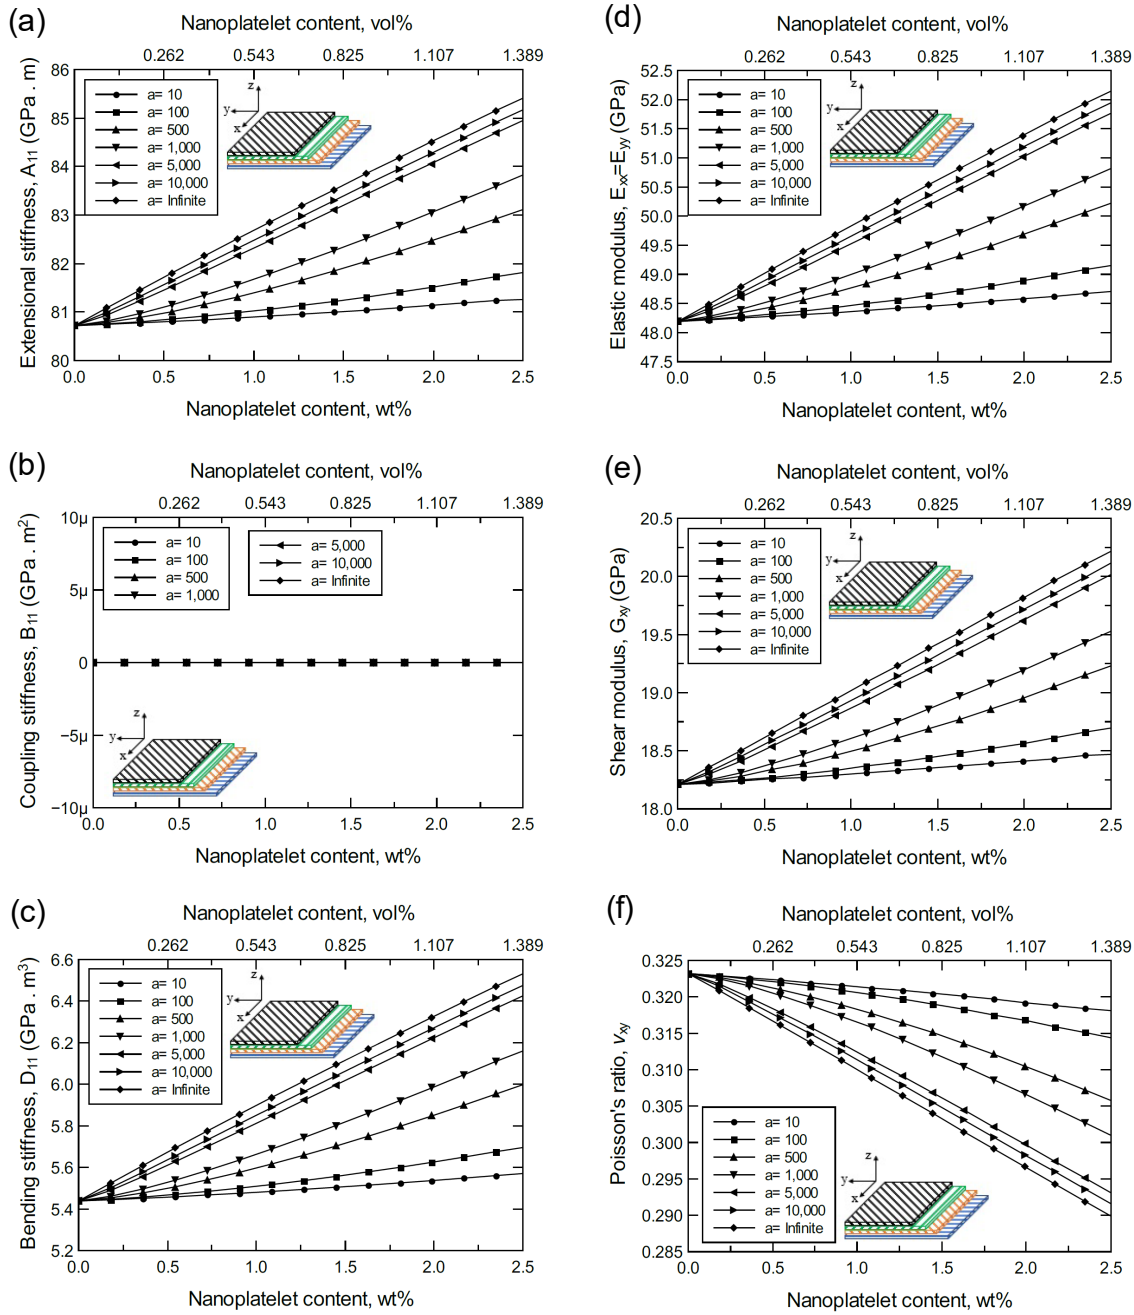 (a)
Nanoplatelet content, vol%
0.262 0.543 0.825 1.107 1.389
86
85
84
83
82
81
80
Extensional stiffness, A11 (GPa . m)
a= 10
a= 100
a= 500
a= 1,000
a= 5,000
a= 10,000
a= Infinite
z
y
x
0.0 0.5 1.0 1.5 2.0 2.5
Nanoplatelet content, wt%
(b)
Nanoplatelet content, vol%
0.262 0.543 0.825 1.107 1.389
10µ
5µ
0
−5µ
−10µ
Coupling stiffness, B11 (GPa . m²)
a= 10
a= 100
a= 500
a= 1,000
a= 5,000
a= 10,000
a= Infinite
z
y
x
0.0 0.5 1.0 1.5 2.0 2.5
Nanoplatelet content, wt%
(c)
Nanoplatelet content, vol%
0.262 0.543 0.825 1.107 1.389
6.6
6.4
6.2
6.0
5.8
5.6
5.4
5.2
Bending stiffness, D11 (GPa . m³)
a= 10
a= 100
a= 500
a= 1,000
a= 5,000
a= 10,000
a= Infinite
z
y
x
0.0 0.5 1.0 1.5 2.0 2.5
Nanoplatelet content, wt%
(d)
Nanoplatelet content, vol%
0.262 0.543 0.825 1.107 1.389
52.5
52.0
51.5
51.0
50.5
50.0
49.5
49.0
48.5
48.0
47.5
Elastic modulus, Exx=Eyy (GPa)
a= 10
a= 100
a= 500
a= 1,000
a= 5,000
a= 10,000
a= Infinite
z
y
x
0.0 0.5 1.0 1.5 2.0 2.5
Nanoplatelet content, wt%
(e)
Nanoplatelet content, vol%
0.262 0.543 0.825 1.107 1.389
20.5
20.0
19.5
19.0
18.5
18.0
Shear modulus, Gxy (GPa)
a= 10
a= 100
a= 500
a= 1,000
a= 5,000
a= 10,000
a= Infinite
z
y
x
0.0 0.5 1.0 1.5 2.0 2.5
Nanoplatelet content, wt%
(f)
Nanoplatelet content, vol%
0.262 0.543 0.825 1.107 1.389
0.325
0.320
0.315
0.310
0.305
0.300
0.295
0.290
0.285
Poisson's ratio, vxy
a= 10
a= 100
a= 500
a= 1,000
a= 5,000
a= 10,000
a= Infinite
z
y
x
0.0 0.5 1.0 1.5 2.0 2.5
Nanoplatelet content, wt%